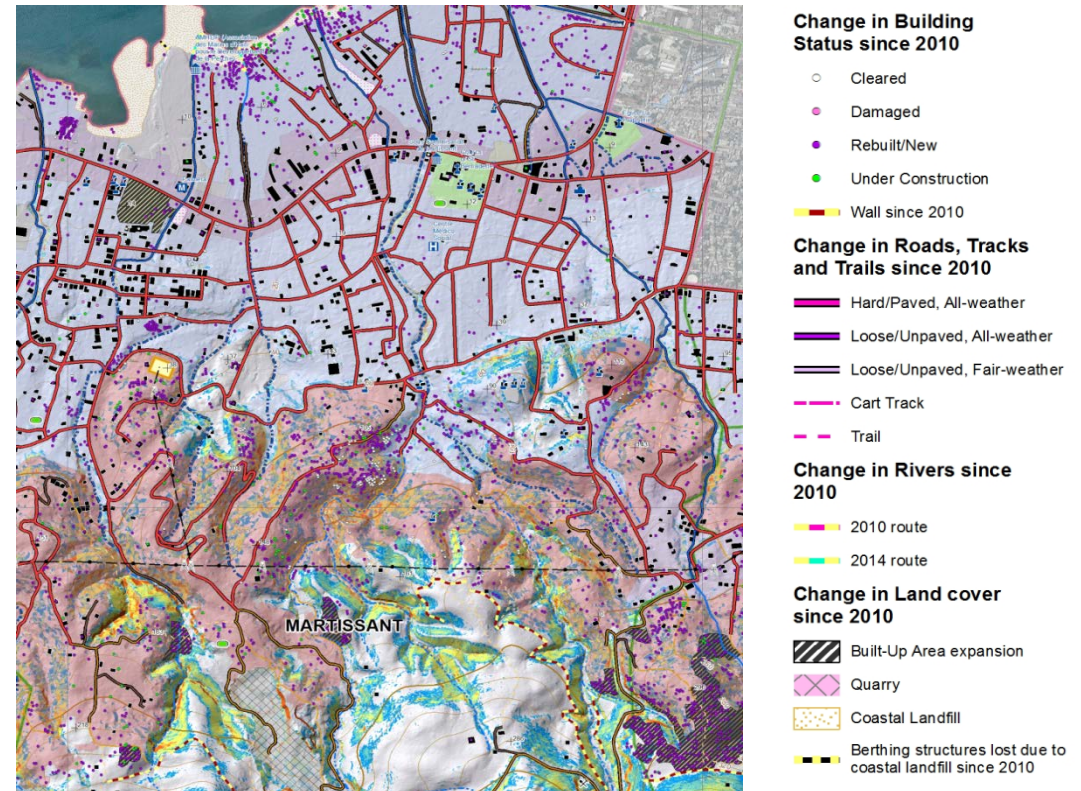 MARTISSANT
H
Change in Building
Status since 2010
Cleared
Damaged
Rebuilt/New
Under Construction
Wall since 2010
Change in Roads, Tracks
and Trails since 2010
Hard/Paved, All-weather
Loose/Unpaved, All-weather
Loose/Unpaved, Fair-weather
Cart Track
Trail
Change in Rivers since
2010
2010 route
2014 route
Change in Land cover
since 2010
Built-Up Area expansion
Quarry
Coastal Landfill
Berthing structures lost due to
coastal landfill since 2010